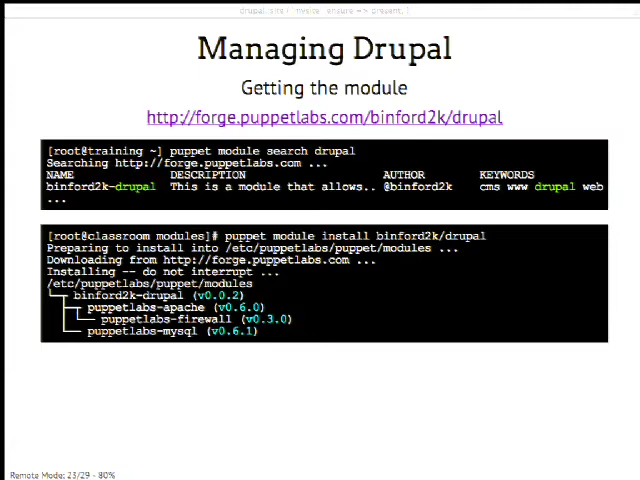 Managing Drupal
Getting the module
http://forge.puppetlabs.com/binford2k/drupal
[root@training ~] puppet module search drupal
Searching http://forge.puppetlabs.com ...
NAME DESCRIPTION AUTHOR KEYWORDS
binford2k-drupal This is a module that allows.. @binford2k cms www drupal web
...
[root@classroom modules]# puppet module install binford2k/drupal
Preparing to install into /etc/puppetlabs/puppet/modules ...
Downloading from http://forge.puppetlabs.com ...
Installing -- do not interrupt ...
/etc/puppetlabs/puppet/modules
└─┬ binford2k-drupal (v0.0.2)
  ├─┬ puppetlabs-apache (v0.6.0)
  │ └── puppetlabs-firewall (v0.3.0)
  └── puppetlabs-mysql (v0.6.1)
Remote Mode: 23/29 - 80%